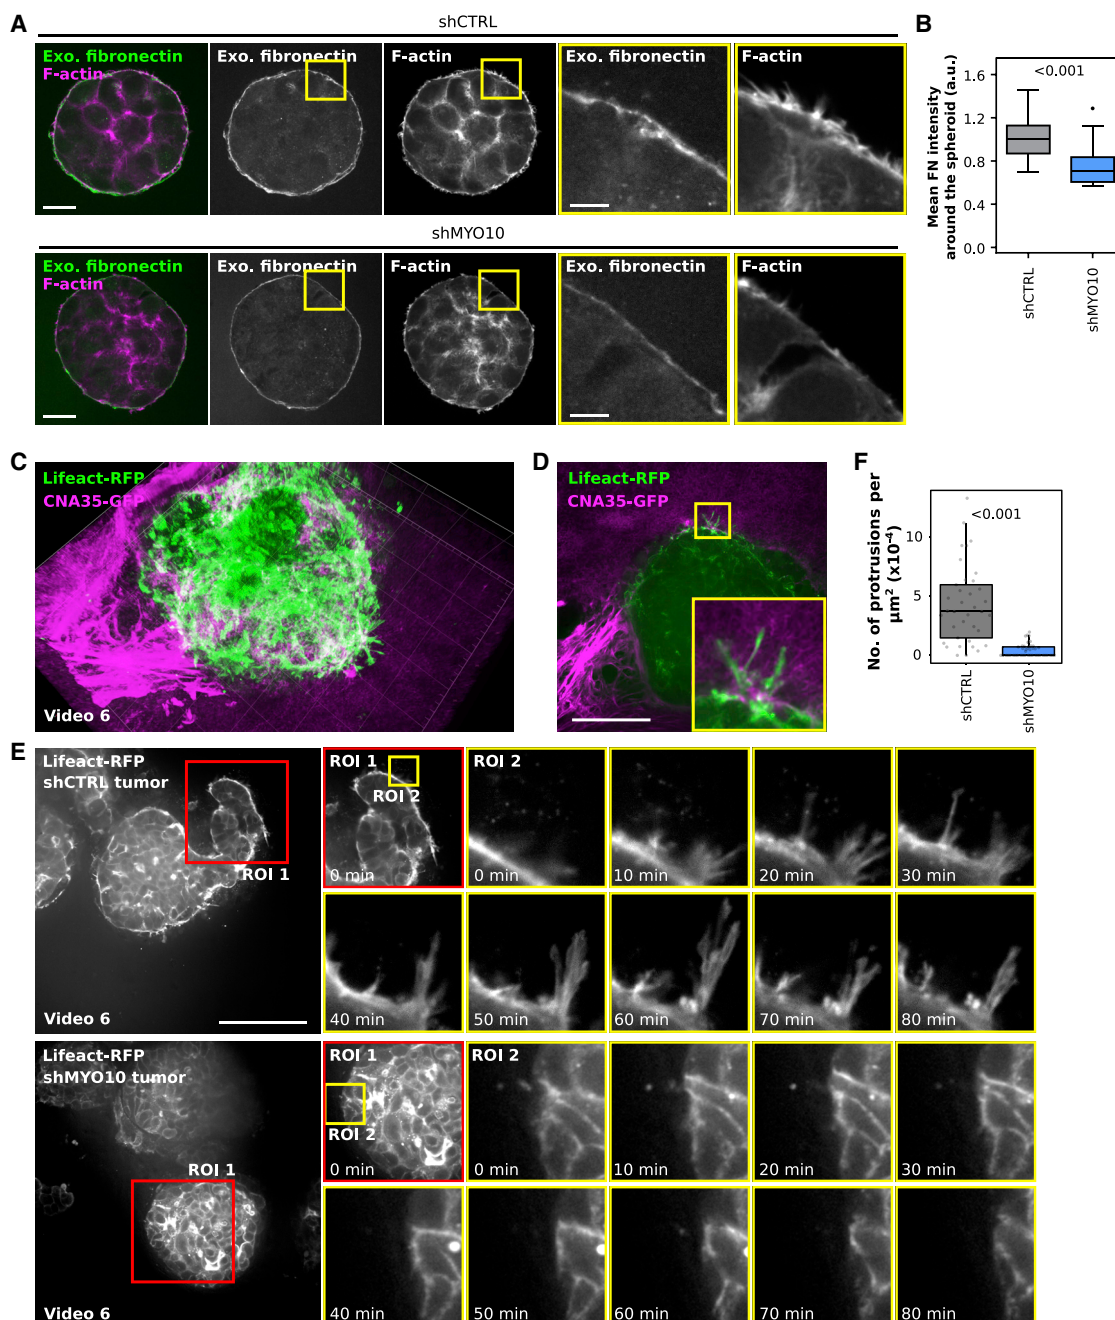 A
shCTRL
Exo. fibronectin
F-actin
Exo. fibronectin
F-actin
Exo. fibronectin
F-actin
shMYO10
Exo. fibronectin
F-actin
Exo. fibronectin
F-actin
Exo. fibronectin
F-actin
B
Mean FN intensity
around the spheroid (a.u.)
1.6
1.2
0.8
0.4
0.0
<0.001
shCTRL
shMYO10
C
Lifeact-RFP
CNA35-GFP
Video 6
D
Lifeact-RFP
CNA35-GFP
F
No. of protrusions per
μm² (x10⁻⁴)
10
5
0
<0.001
shCTRL
shMYO10
E
Lifeact-RFP
shCTRL tumor
ROI 1
Video 6
ROI 1
ROI 2
0 min
ROI 2
0 min
10 min
20 min
30 min
40 min
50 min
60 min
70 min
80 min
Lifeact-RFP
shMYO10 tumor
ROI 1
Video 6
ROI 1
ROI 2
0 min
ROI 2
0 min
10 min
20 min
30 min
40 min
50 min
60 min
70 min
80 min